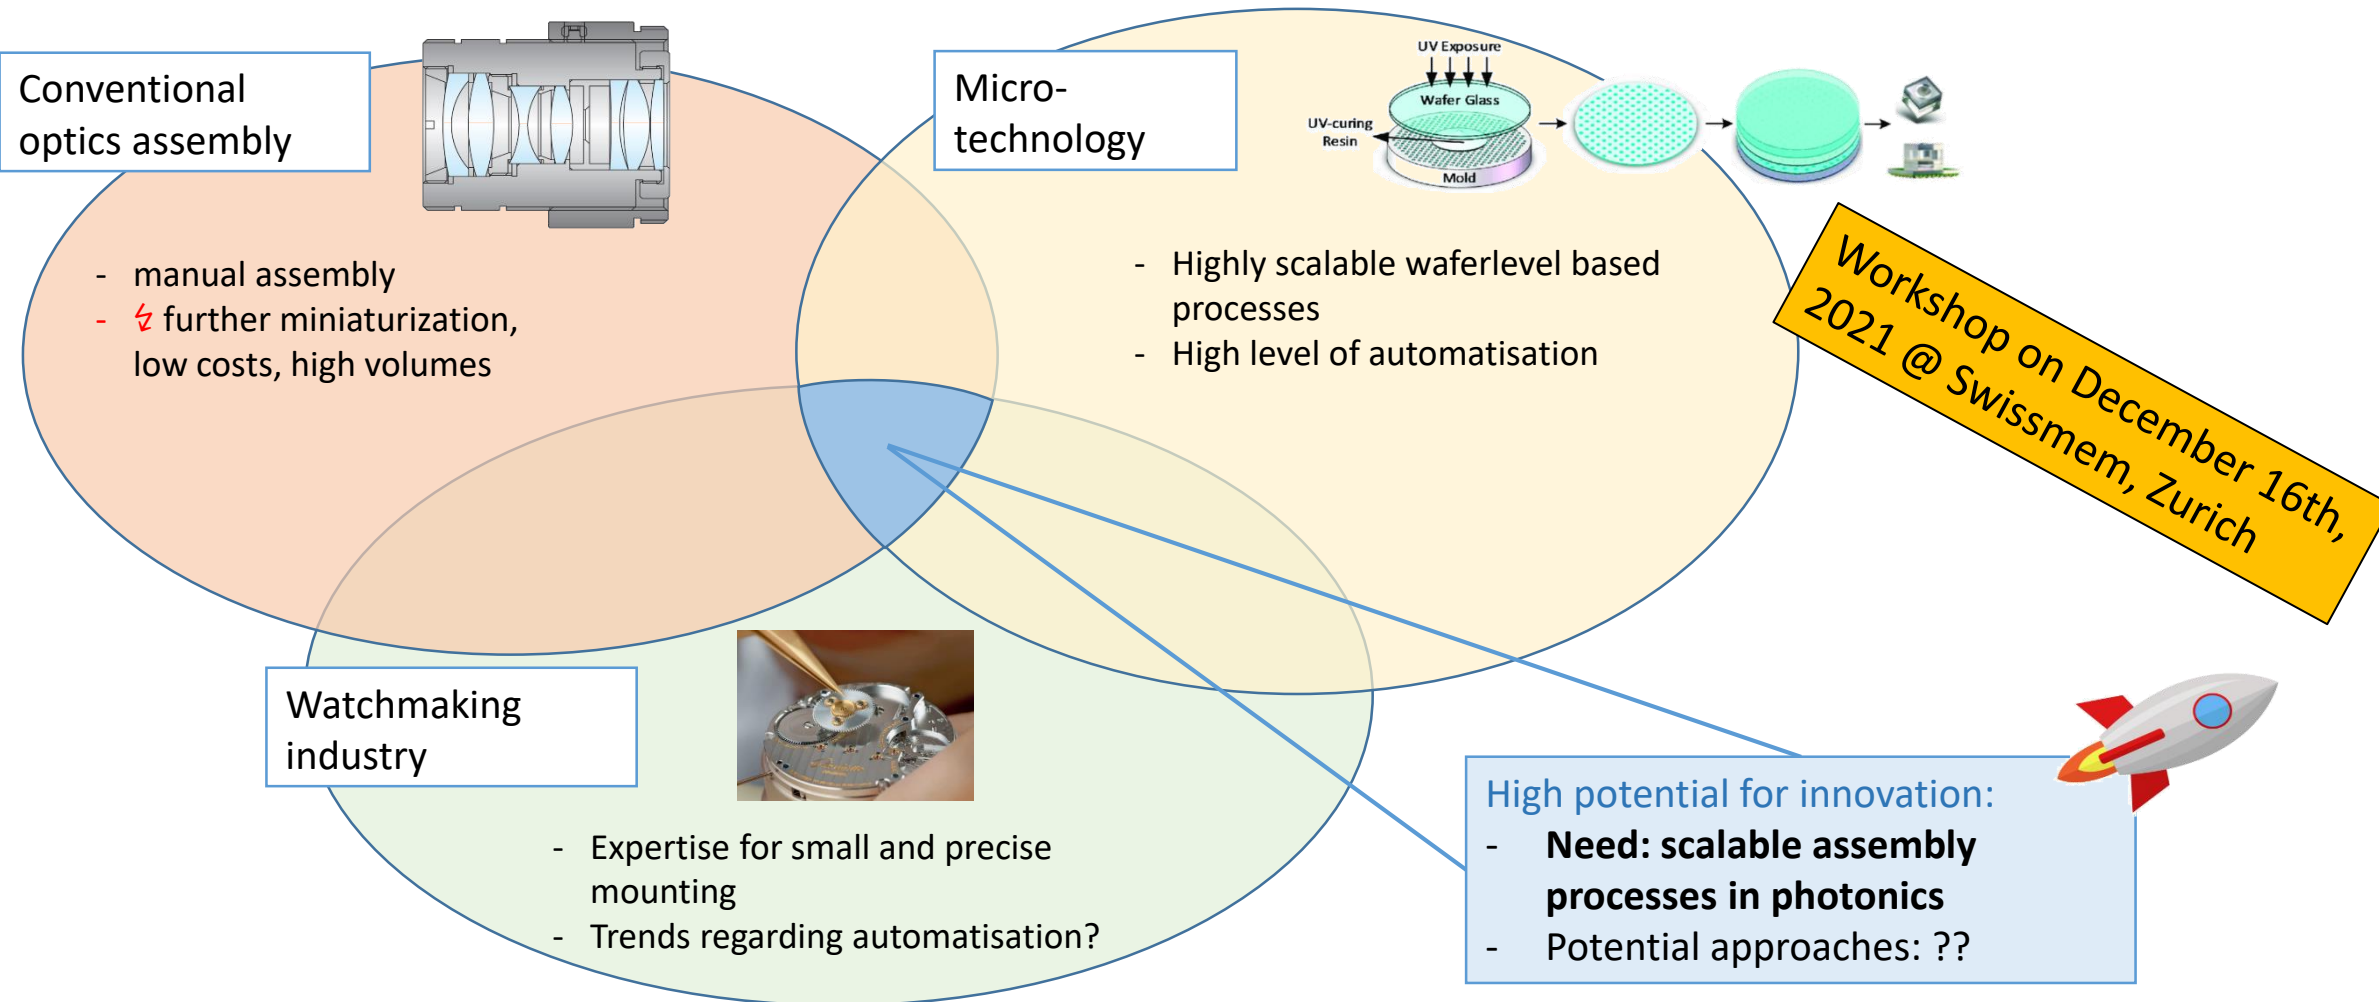 Conventional
optics assembly
- manual assembly
- ↯ further miniaturization,
low costs, high volumes
Micro-
technology
UV Exposure
Wafer Glass
UV-curing
Resin
Mold
- Highly scalable waferlevel based
processes
- High level of automatisation
Workshop on December 16th,
2021 @ Swissmem, Zurich
Watchmaking
industry
- Expertise for small and precise
mounting
- Trends regarding automatisation?
High potential for innovation:
- Need: scalable assembly
processes in photonics
- Potential approaches: ??